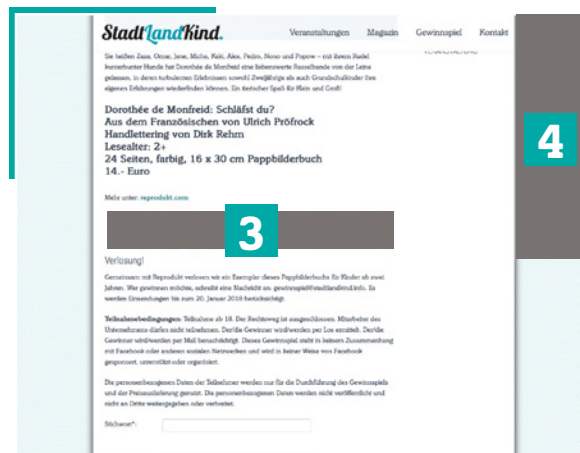 StadtLandKind.
Veranstaltungen Magazin Gewinnspiel Kontakt
VERANSTALTUNG
Sie heißen Zaza, Omar, Jane, Micha, Kaki, Alex, Pedro, Nono und Popow – mit ihrem Rudel
kunterbunter Hunde hat Dorothée de Monfreid eine liebenswerte Rasselbande von der Leine
gelassen, in deren turbulenten Erlebnissen sowohl Zweijährige als auch Grundschulkinder ihre
eigenen Erfahrungen wiederfinden können. Ein tierischer Spaß für Klein und Groß!
Dorothée de Monfreid: Schläfst du?
Aus dem Französischen von Ulrich Pröfrock
Handlettering von Dirk Rehm
Lesealter: 2+
24 Seiten, farbig, 16 x 30 cm Pappbilderbuch
14.- Euro
Mehr unter: reprodukt.com
3
4
Verlosung!
Gemeinsam mit Reprodukt verlosen wir ein Exemplar dieses Pappbilderbuchs für Kinder ab zwei
Jahren. Wer gewinnen möchte, schreibt eine Nachricht an: gewinnspiel@stadtlandkind.info. Es
werden Einsendungen bis zum 20. Januar 2018 berücksichtigt.
Teilnahmebedingungen: Teilnahme ab 18. Der Rechtsweg ist ausgeschlossen. Mitarbeiter des
Unternehmens dürfen nicht teilnehmen. Der/die Gewinner wird/werden per Los ermittelt. Der/die
Gewinner wird/werden per Mail benachrichtigt. Dieses Gewinnspiel steht in keinem Zusammenhang
mit Facebook oder anderen sozialen Netzwerken und wird in keiner Weise von Facebook
gesponsert, unterstützt oder organisiert.
Die personenbezogenen Daten der Teilnehmer werden nur für die Durchführung des Gewinnspiels
und der Preisauslieferung genutzt. Die personenbezogenen Daten werden nicht veröffentlicht und
nicht an Dritte weitergegeben oder verbreitet.
Stichwort*: